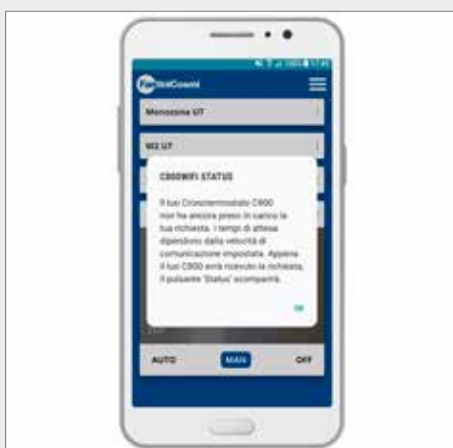 FantiniCosmi
Monozona UT
W2 UT
C800WIFI STATUS
Il tuo Cronotermostato C800
non ha ancora preso in carico la
tua richiesta. I tempi di attesa
dipendono dalla velocità di
comunicazione impostata. Appena
il tuo C800 avrà ricevuto la richiesta,
il pulsante 'Status' scomparirà.
OK
AUTO MAN OFF